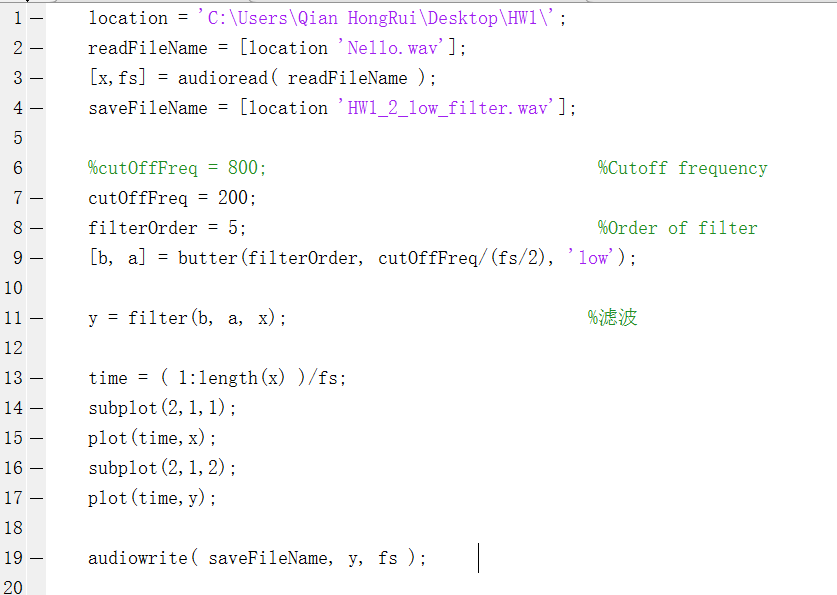 1 — location = 'C:\Users\Qian HongRui\Desktop\HW1\';
2 — readFileName = [location 'Nello.wav'];
3 — [x,fs] = audioread( readFileName );
4 — saveFileName = [location 'HW1_2_low_filter.wav'];
5
6 %cutOffFreq = 800; %Cutoff frequency
7 — cutOffFreq = 200;
8 — filterOrder = 5; %Order of filter
9 — [b, a] = butter(filterOrder, cutOffFreq/(fs/2), 'low');
10
11 — y = filter(b, a, x); %滤波
12
13 — time = ( 1:length(x) )/fs;
14 — subplot(2,1,1);
15 — plot(time,x);
16 — subplot(2,1,2);
17 — plot(time,y);
18
19 — audiowrite( saveFileName, y, fs );
20